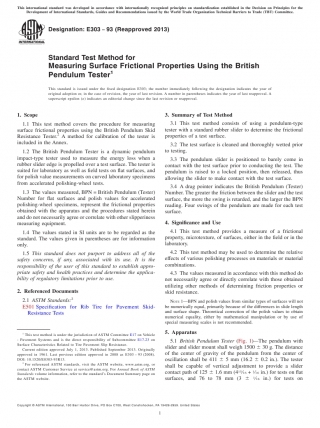 This international standard was developed in accordance with internationally recognized principles on standardization established in the Decision on Principles for the
Development of International Standards, Guides and Recommendations issued by the World Trade Organization Technical Barriers to Trade (TBT) Committee.
Designation: E303 − 93 (Reapproved 2013)
INTERNATIONAL
Standard Test Method for
Measuring Surface Frictional Properties Using the British
Pendulum Tester¹
This standard is issued under the fixed designation E303; the number immediately following the designation indicates the year of
original adoption or, in the case of revision, the year of last revision. A number in parentheses indicates the year of last reapproval. A
superscript epsilon (ε) indicates an editorial change since the last revision or reapproval.
1. Scope
1.1 This test method covers the procedure for measuring
surface frictional properties using the British Pendulum Skid
Resistance Tester.² A method for calibration of the tester is
included in the Annex.
1.2 The British Pendulum Tester is a dynamic pendulum
impact-type tester used to measure the energy loss when a
rubber slider edge is propelled over a test surface. The tester is
suited for laboratory as well as field tests on flat surfaces, and
for polish value measurements on curved laboratory specimens
from accelerated polishing-wheel tests.
1.3 The values measured, BPN = British Pendulum (Tester)
Number for flat surfaces and polish values for accelerated
polishing-wheel specimens, represent the frictional properties
obtained with the apparatus and the procedures stated herein
and do not necessarily agree or correlate with other slipperiness
measuring equipment.
1.4 The values stated in SI units are to be regarded as the
standard. The values given in parentheses are for information
only.
1.5 This standard does not purport to address all of the
safety concerns, if any, associated with its use. It is the
responsibility of the user of this standard to establish appro-
priate safety and health practices and determine the applica-
bility of regulatory limitations prior to use.
2. Referenced Documents
2.1 ASTM Standards:
E501 Specification for Rib Tire for Pavement Skid-
Resistance Tests
¹ This test method is under the jurisdiction of ASTM Committee E17 on Vehicle
- Pavement Systems and is the direct responsibility of Subcommittee E17.23 on
Surface Characteristics Related to Tire Pavement Slip Resistance.
Current edition approved July 1, 2013. Published September 2013. Originally
approved in 1961. Last previous edition approved in 2008 as E303 – 93 (2008).
DOI: 10.1520/E0303-93R13.
For referenced ASTM standards, visit the ASTM website, www.astm.org, or
contact ASTM Customer Service at service@astm.org. For Annual Book of ASTM
Standards volume information, refer to the standard's Document Summary page on
the ASTM website.
3. Summary of Test Method
3.1 This test method consists of using a pendulum-type
tester with a standard rubber slider to determine the frictional
properties of a test surface.
3.2 The test surface is cleaned and thoroughly wetted prior
to testing.
3.3 The pendulum slider is positioned to barely come in
contact with the test surface prior to conducting the test. The
pendulum is raised to a locked position, then released, thus
allowing the slider to make contact with the test surface.
3.4 A drag pointer indicates the British Pendulum (Tester)
Number. The greater the friction between the slider and the test
surface, the more the swing is retarded, and the larger the BPN
reading. Four swings of the pendulum are made for each test
surface.
4. Significance and Use
4.1 This test method provides a measure of a frictional
property, microtexture, of surfaces, either in the field or in the
laboratory.
4.2 This test method may be used to determine the relative
effects of various polishing processes on materials or material
combinations.
4.3 The values measured in accordance with this method do
not necessarily agree or directly correlate with those obtained
utilizing other methods of determining friction properties or
skid resistance.
NOTE 1—BPN and polish values from similar types of surfaces will not
be numerically equal, primarily because of the differences in slide length
and surface shape. Theoretical correction of the polish values to obtain
numerical equality, either by mathematical manipulation or by use of
special measuring scales is not recommended.
5. Apparatus
5.1 British Pendulum Tester (Fig. 1)—The pendulum with
slider and slider mount shall weigh 1500 ± 30 g. The distance
of the center of gravity of the pendulum from the center of
oscillation shall be 411 ± 5 mm (16.2 ± 0.2 in.). The tester
shall be capable of vertical adjustment to provide a slider
contact path of 125 ± 1.6 mm (4 15⁄16 ± 1⁄16 in.) for tests on flat
surfaces, and 76 to 78 mm (3 ± 1⁄16 in.) for tests on
Copyright © ASTM International, 100 Barr Harbor Drive, PO Box C700, West Conshohocken, PA 19428-2959. United States
1